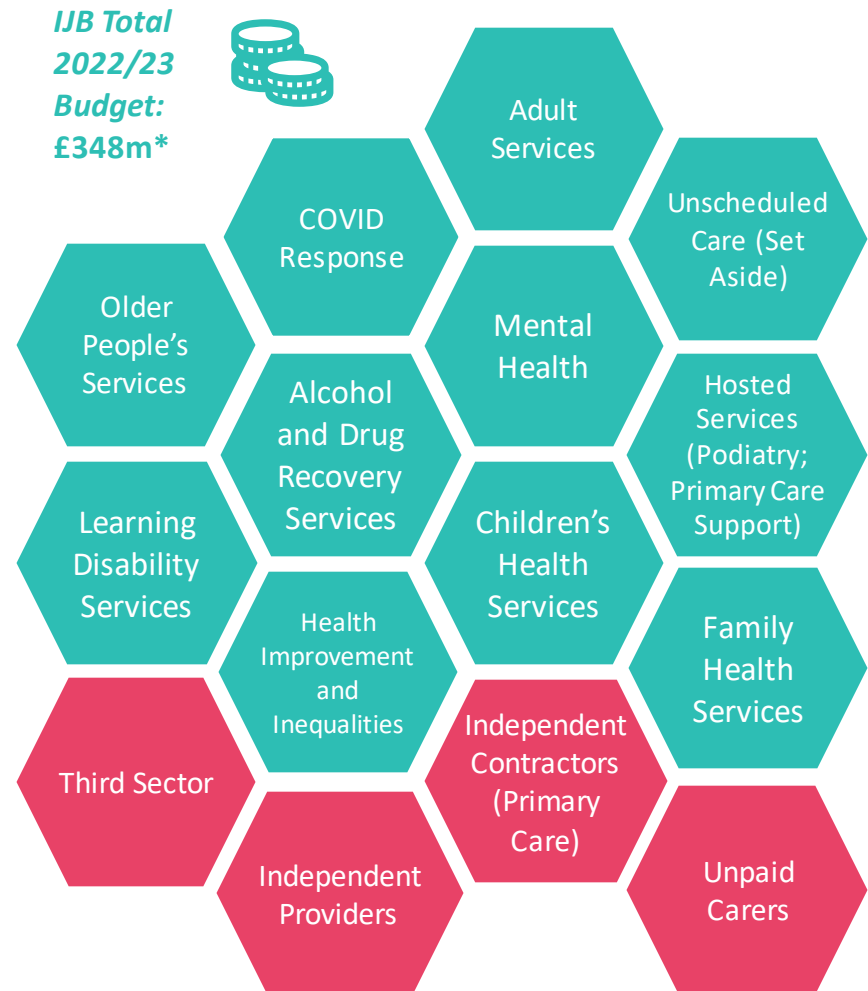 IJB Total
2022/23
Budget:
£348m*
Adult
Services
COVID
Response
Unscheduled
Care (Set
Aside)
Older
People’s
Services
Mental
Health
Alcohol
and Drug
Recovery
Services
Hosted
Services
(Podiatry;
Primary Care
Support)
Learning
Disability
Services
Children’s
Health
Services
Health
Improvement
and
Inequalities
Family
Health
Services
Third Sector
Independent
Contractors
(Primary
Care)
Independent
Providers
Unpaid
Carers